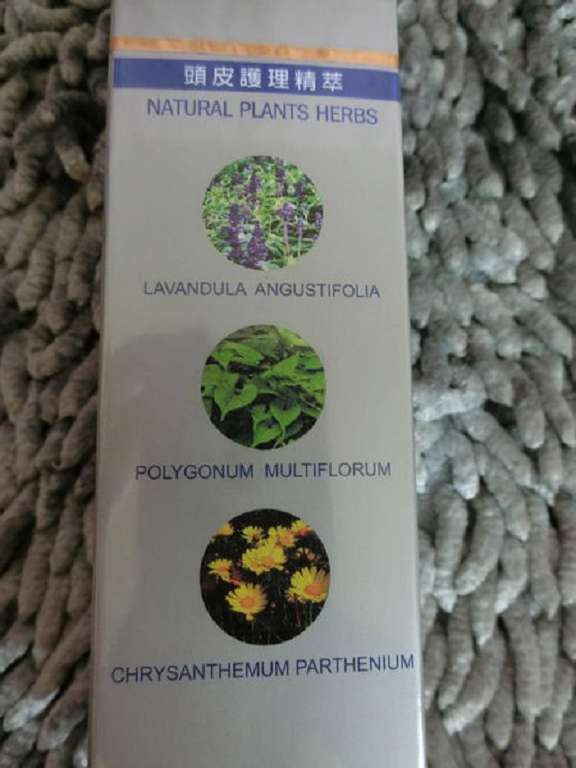 頭皮護理精萃
NATURAL PLANTS HERBS
LAVANDULA ANGUSTIFOLIA
POLYGONUM MULTIFLORUM
CHRYSANTHEMUM PARTHENIUM